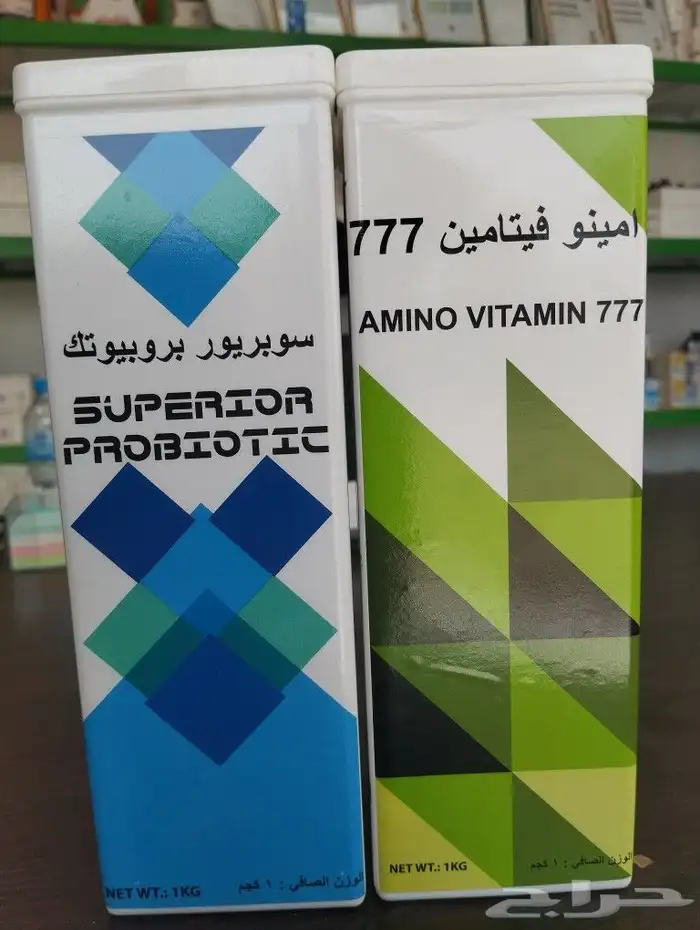 سوبريور بروبيوتك
SUPERIOR
PROBIOTIC
NET WT.: 1KG
الوزن الصافي : ١ كجم
امينو فيتامين 777
AMINO VITAMIN 777
NET WT.: 1KG
الوزن الصافي : ١ كجم
حراج